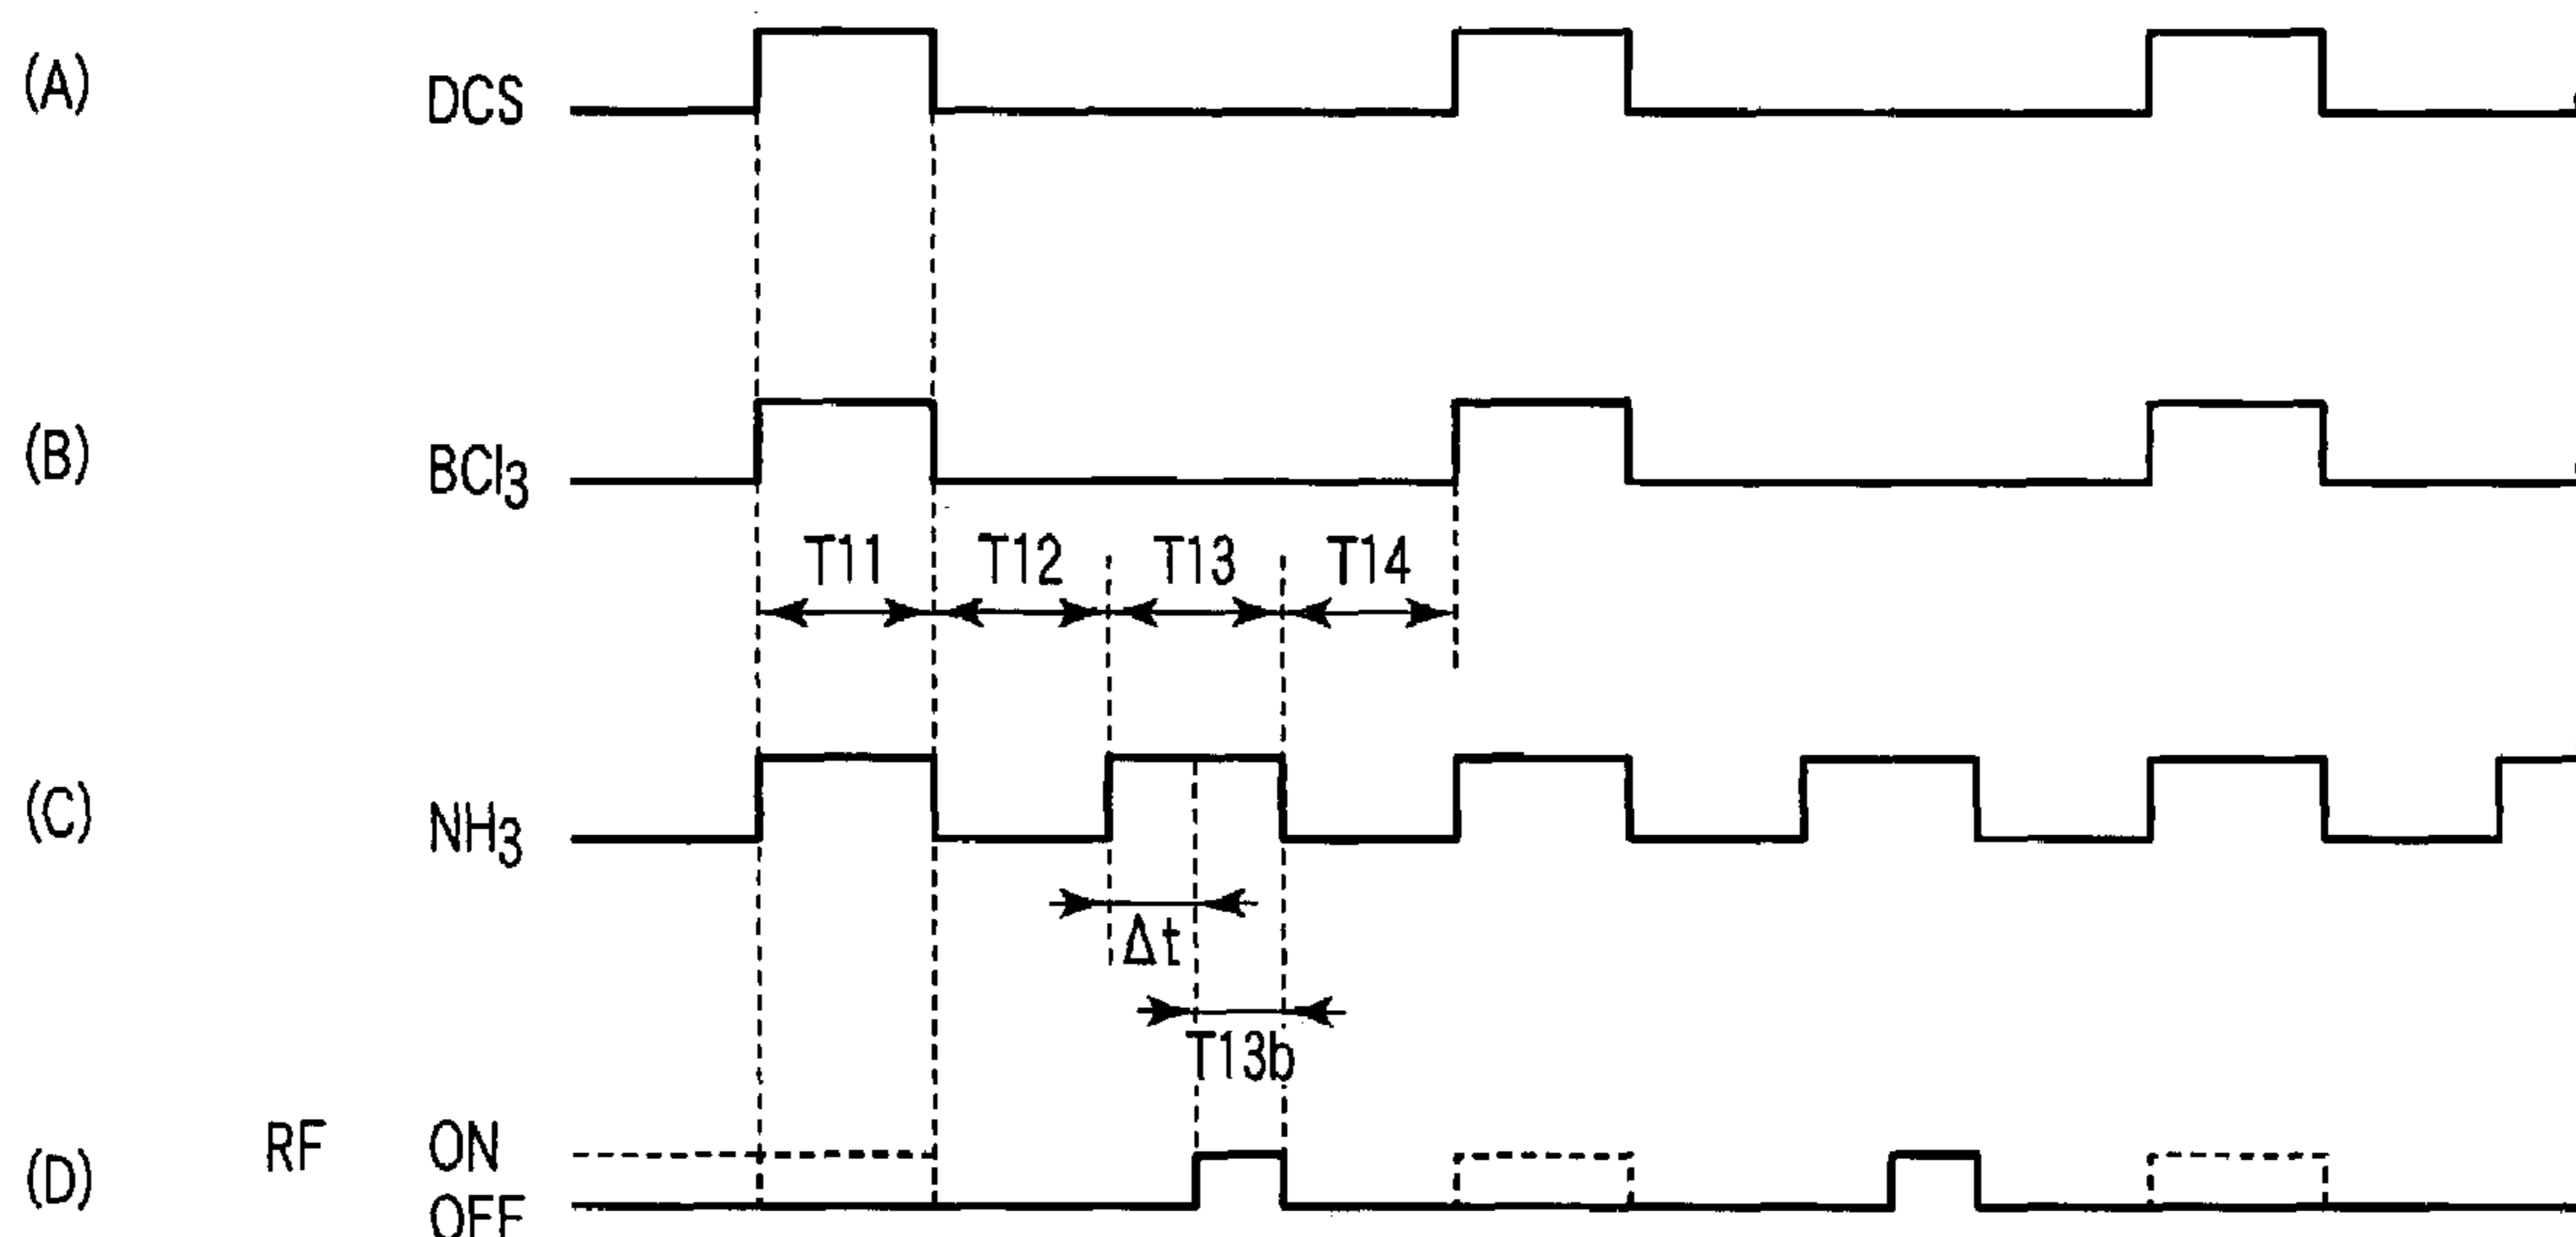 (A) DCS
(B) BCl3
T11 T12 T13 T14
(C) NH3
Δt
T13b
(D) RF ON
OFF